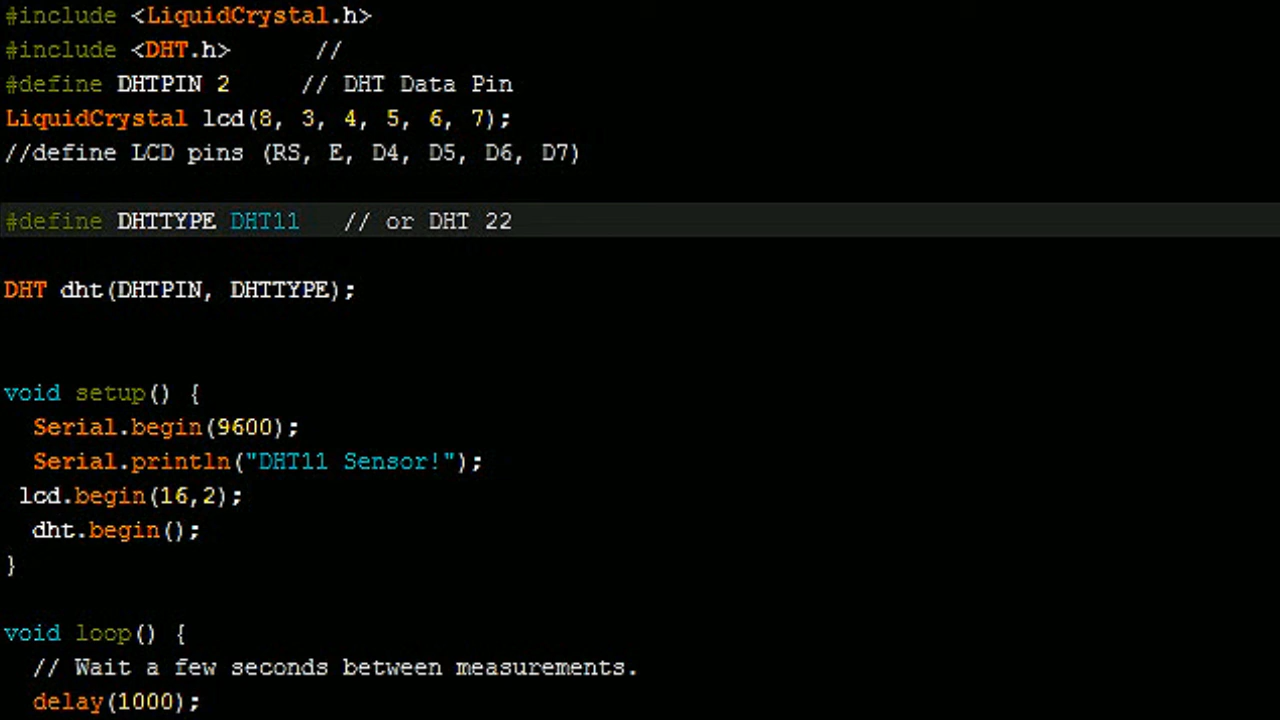 #include <LiquidCrystal.h>
#include <DHT.h>      //
#define DHTPIN 2     // DHT Data Pin
LiquidCrystal lcd(8, 3, 4, 5, 6, 7);
//define LCD pins (RS, E, D4, D5, D6, D7)
#define DHTTYPE DHT11   // or DHT 22
DHT dht(DHTPIN, DHTTYPE);
void setup() {
  Serial.begin(9600);
  Serial.println("DHT11 Sensor!");
 lcd.begin(16,2);
  dht.begin();
}
void loop() {
  // Wait a few seconds between measurements.
  delay(1000);